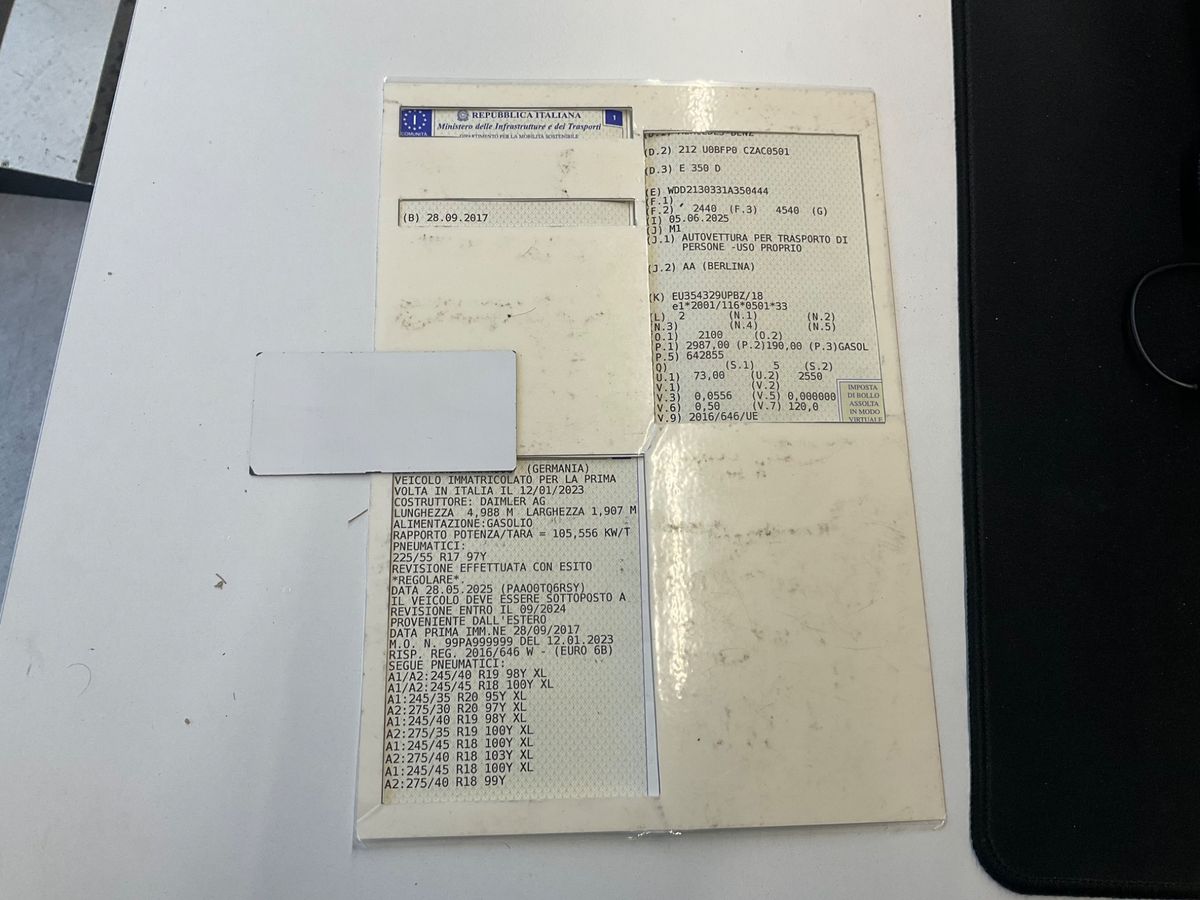 I
COMUNITÀ
REPUBBLICA ITALIANA
Ministero delle Infrastrutture e dei Trasporti
DIPARTIMENTO PER LA MOBILITÀ SOSTENIBILE
1
(B) 28.09.2017
MERCEDES-BENZ
(D.2) 212 U0BFP0 CZAC0501
(D.3) E 350 D
(E) WDD2130331A350444
(F.1)
(F.2) 2440 (F.3) 4540 (G)
(I) 05.06.2025
(J) M1
(J.1) AUTOVETTURA PER TRASPORTO DI
PERSONE -USO PROPRIO
(J.2) AA (BERLINA)
(K) EU354329UPBZ/18
e1*2001/116*0501*33
(L) 2 (N.1) (N.2)
(N.3) (N.4) (N.5)
(O.1) 2100 (O.2)
(P.1) 2987,00 (P.2)190,00 (P.3)GASOL
(P.5) 642855
(Q) (S.1) 5 (S.2)
(U.1) 73,00 (U.2) 2550
(V.1) (V.2)
(V.3) 0,0556 (V.5) 0,000000
(V.6) 0,50 (V.7) 120,0
(V.9) 2016/646/UE
IMPOSTA
DI BOLLO
ASSOLTA
IN MODO
VIRTUALE
(GERMANIA)
VEICOLO IMMATRICOLATO PER LA PRIMA
VOLTA IN ITALIA IL 12/01/2023
COSTRUTTORE: DAIMLER AG
LUNGHEZZA 4,988 M LARGHEZZA 1,907 M
ALIMENTAZIONE:GASOLIO
RAPPORTO POTENZA/TARA = 105,556 KW/T
PNEUMATICI:
225/55 R17 97Y
REVISIONE EFFETTUATA CON ESITO
*REGOLARE*.
DATA 28.05.2025 (PAAO0TQ6RSY)
IL VEICOLO DEVE ESSERE SOTTOPOSTO A
REVISIONE ENTRO IL 09/2024
PROVENIENTE DALL'ESTERO
DATA PRIMA IMM.NE 28/09/2017
M.O. N. 99PA999999 DEL 12.01.2023
RISP. REG. 2016/646 W - (EURO 6B)
SEGUE PNEUMATICI:
A1/A2:245/40 R19 98Y XL
A1/A2:245/45 R18 100Y XL
A1:245/35 R20 95Y XL
A2:275/30 R20 97Y XL
A1:245/40 R19 98Y XL
A2:275/35 R19 100Y XL
A1:245/45 R18 100Y XL
A2:275/40 R18 103Y XL
A1:245/45 R18 100Y XL
A2:275/40 R18 99Y